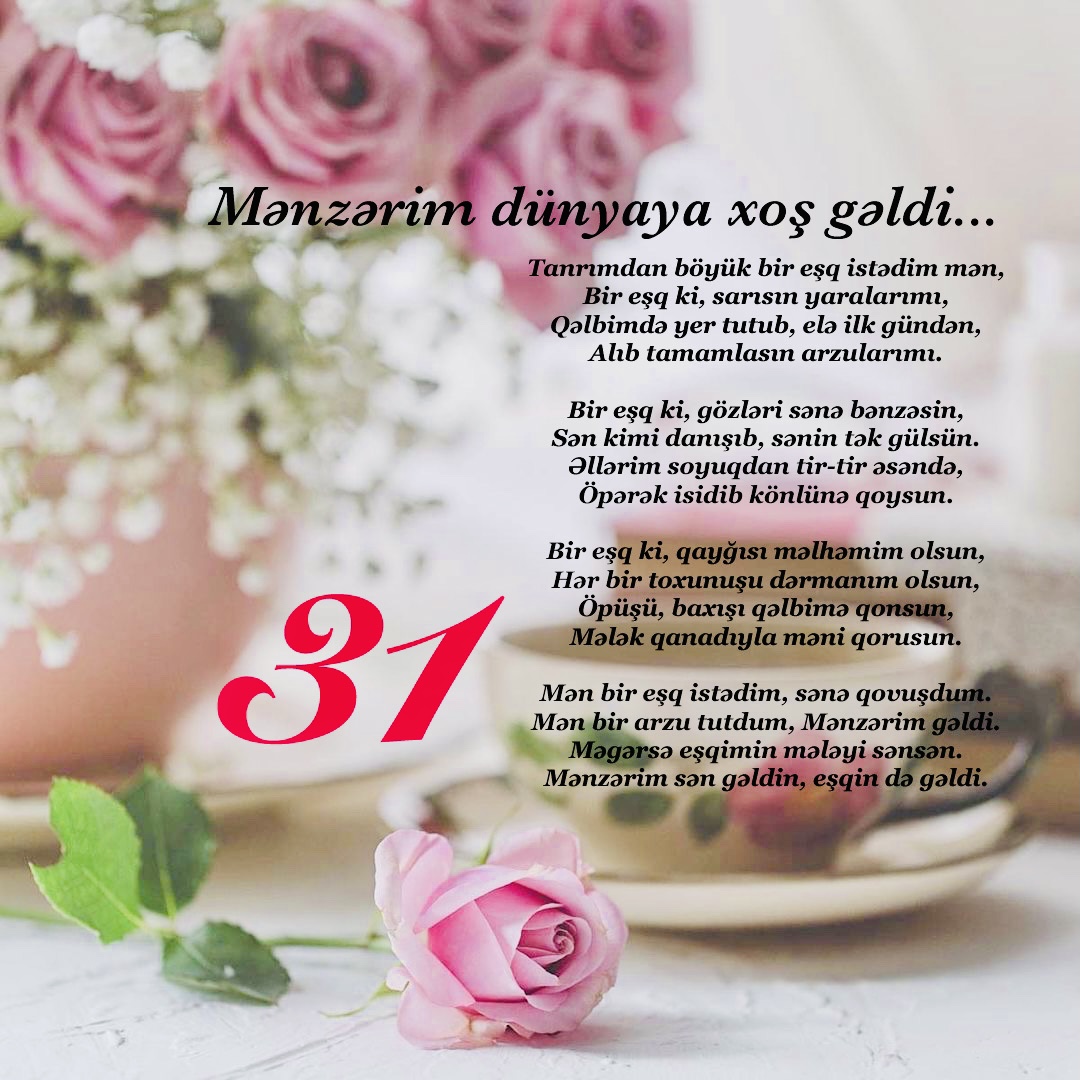 Mənzərim dünyaya xoş gəldi...
Tanrımdan böyük bir eşq istədim mən,
Bir eşq ki, sarısın yaralarımı,
Qəlbimdə yer tutub, elə ilk gündən,
Alıb tamamlasın arzularımı.
Bir eşq ki, gözləri sənə bənzəsin,
Sən kimi danışıb, sənin tək gülsün.
Əllərim soyuqdan tir-tir əsəndə,
Öpərək isidib könlünə qoysun.
Bir eşq ki, qayğısı məlhəmim olsun,
Hər bir toxunuşu dərmanım olsun,
Öpüşü, baxışı qəlbimə qonsun,
Mələk qanadıyla məni qorusun.
31
Mən bir eşq istədim, sənə qovuşdum.
Mən bir arzu tutdum, Mənzərim gəldi.
Məgərsə eşqimin mələyi sənsən.
Mənzərim sən gəldin, eşqin də gəldi.